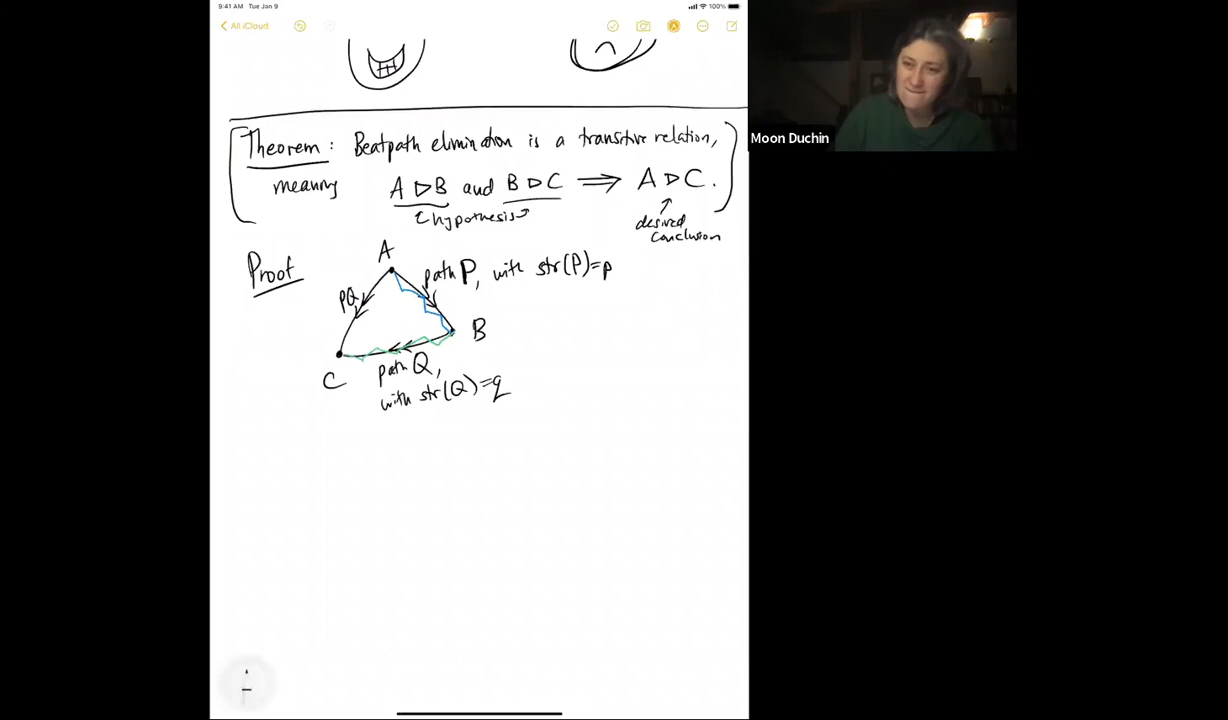 9:41 AM Tue Jan 9
100%
All iCloud
Theorem: Beatpath elimination is a transitive relation,
meaning A ▷ B and B ▷ C ⟹ A ▷ C.
hypothesis
desired conclusion
Proof
A
path P, with str(P)=p
PQ
B
C
path Q,
with str(Q)=q
Moon Duchin